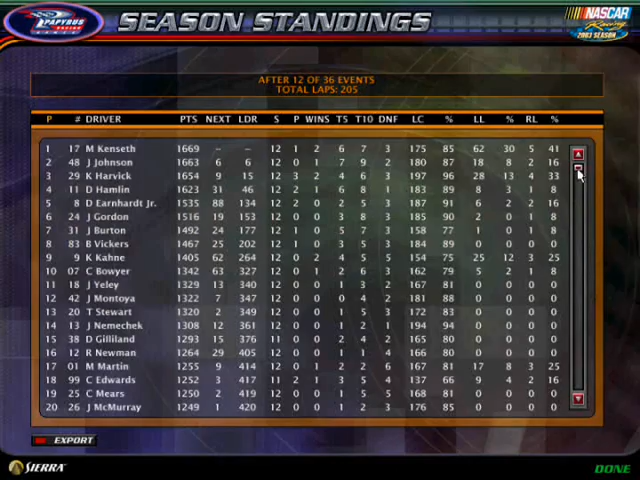 PAPYRUS RACING GAMES
SEASON STANDINGS
NASCAR Racing 2003 SEASON
AFTER 12 OF 36 EVENTS
TOTAL LAPS: 205
P # DRIVER PTS NEXT LDR S P WINS T5 T10 DNF LC % LL % RL %
1 17 M Kenseth 1669 – – 12 1 2 6 7 3 175 85 62 30 5 41
2 48 J Johnson 1663 6 6 12 0 1 7 9 2 180 87 18 8 2 16
3 29 K Harvick 1654 9 15 12 3 2 4 6 3 197 96 28 13 4 33
4 11 D Hamlin 1623 31 46 12 2 1 6 8 1 183 89 8 3 1 8
5 8 D Earnhardt Jr. 1535 88 134 12 2 0 2 5 3 187 91 6 2 2 16
6 24 J Gordon 1516 19 153 12 0 0 3 8 3 185 90 2 0 1 8
7 31 J Burton 1492 24 177 12 1 0 5 7 3 158 77 1 0 1 8
8 83 B Vickers 1467 25 202 12 1 0 3 5 3 184 89 0 0 0 0
9 9 K Kahne 1405 62 264 12 0 2 4 5 5 154 75 25 12 3 25
10 07 C Bowyer 1342 63 327 12 0 1 2 6 3 162 79 5 2 1 8
11 18 J Yeley 1329 13 340 12 0 0 1 3 2 167 81 0 0 0 0
12 42 J Montoya 1322 7 347 12 1 0 0 4 2 181 88 0 0 0 0
13 20 T Stewart 1320 2 349 12 0 0 1 5 3 172 83 0 0 0 0
14 13 J Nemechek 1308 12 361 12 0 0 1 2 1 194 94 0 0 0 0
15 38 D Gilliland 1293 15 376 11 0 0 2 4 2 165 80 0 0 0 0
16 12 R Newman 1264 29 405 12 0 0 1 1 4 166 80 0 0 0 0
17 01 M Martin 1255 9 414 12 0 1 2 2 6 167 81 17 8 3 25
18 99 C Edwards 1252 3 417 11 2 1 3 5 4 137 66 9 4 2 16
19 25 C Mears 1250 2 419 12 0 0 1 5 5 168 81 0 0 0 0
20 26 J McMurray 1249 1 420 12 0 0 1 2 3 176 85 0 0 0 0
EXPORT
SIERRA
DONE